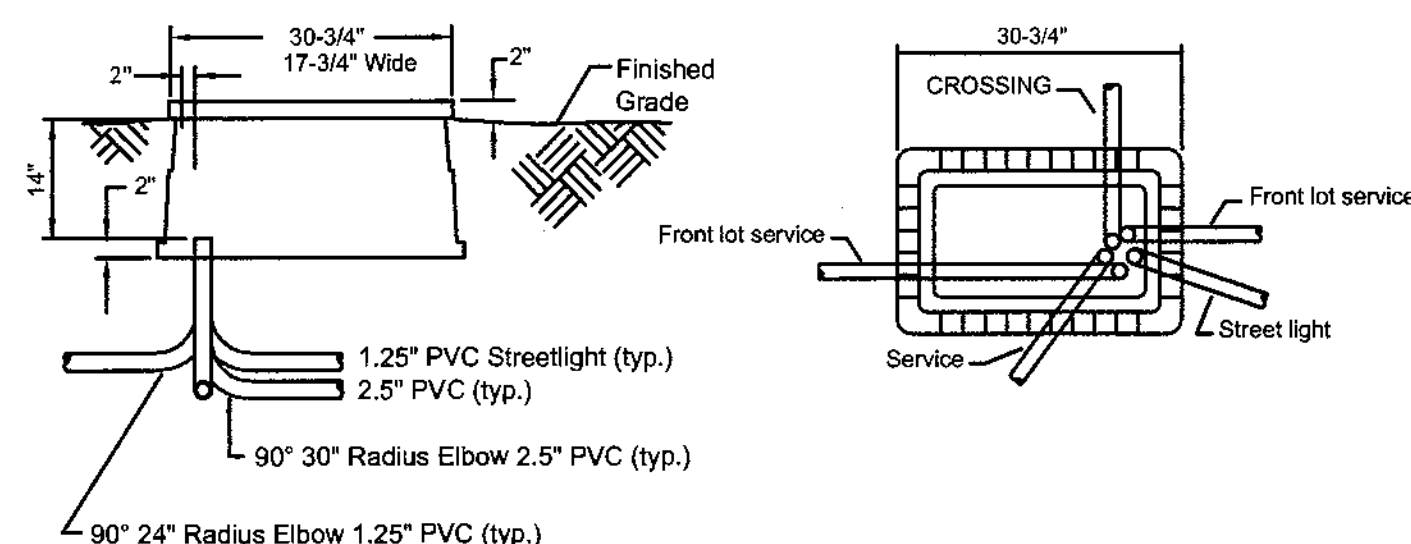 30-3/4"
17-3/4" Wide
2"
2"
Finished
Grade
14"
2"
1.25" PVC Streetlight (typ.)
2.5" PVC (typ.)
90° 30" Radius Elbow 2.5" PVC (typ.)
90° 24" Radius Elbow 1.25" PVC (typ.)
30-3/4"
CROSSING
Front lot service
Front lot service
Street light
Service